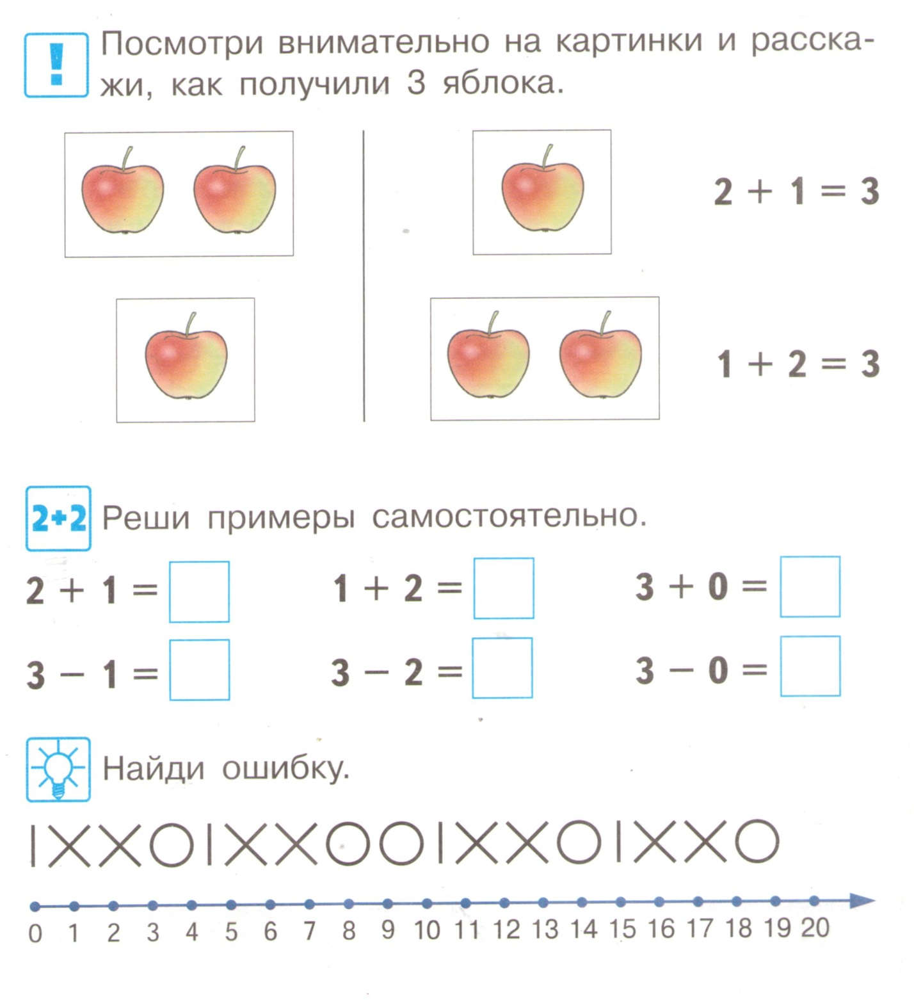 ! Посмотри внимательно на картинки и расска-
жи, как получили 3 яблока.
2 + 1 = 3
1 + 2 = 3
2+2 Реши примеры самостоятельно.
2 + 1 = 1 + 2 = 3 + 0 =
3 − 1 = 3 − 2 = 3 − 0 =
Найди ошибку.
| X X O | X X O O | X X O | X X O
0 1 2 3 4 5 6 7 8 9 10 11 12 13 14 15 16 17 18 19 20